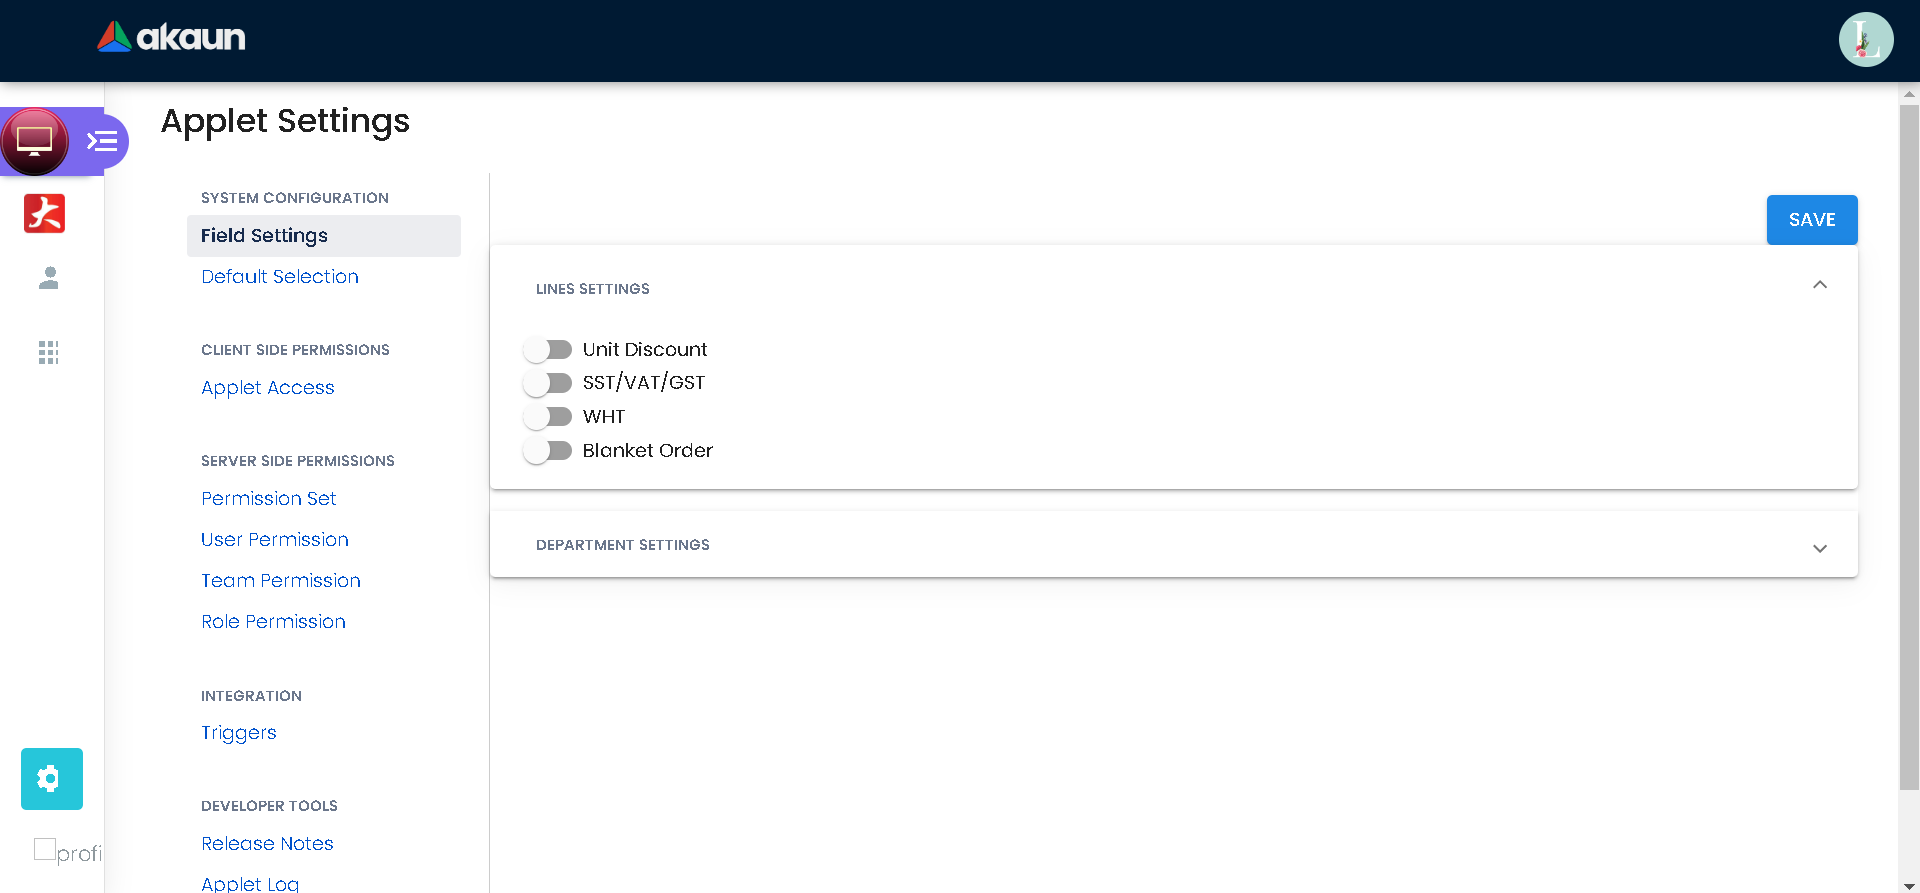 akaun
L
Applet Settings
SYSTEM CONFIGURATION
Field Settings
Default Selection
CLIENT SIDE PERMISSIONS
Applet Access
SERVER SIDE PERMISSIONS
Permission Set
User Permission
Team Permission
Role Permission
INTEGRATION
Triggers
DEVELOPER TOOLS
Release Notes
Applet Log
SAVE
LINES SETTINGS
Unit Discount
SST/VAT/GST
WHT
Blanket Order
DEPARTMENT SETTINGS
profi